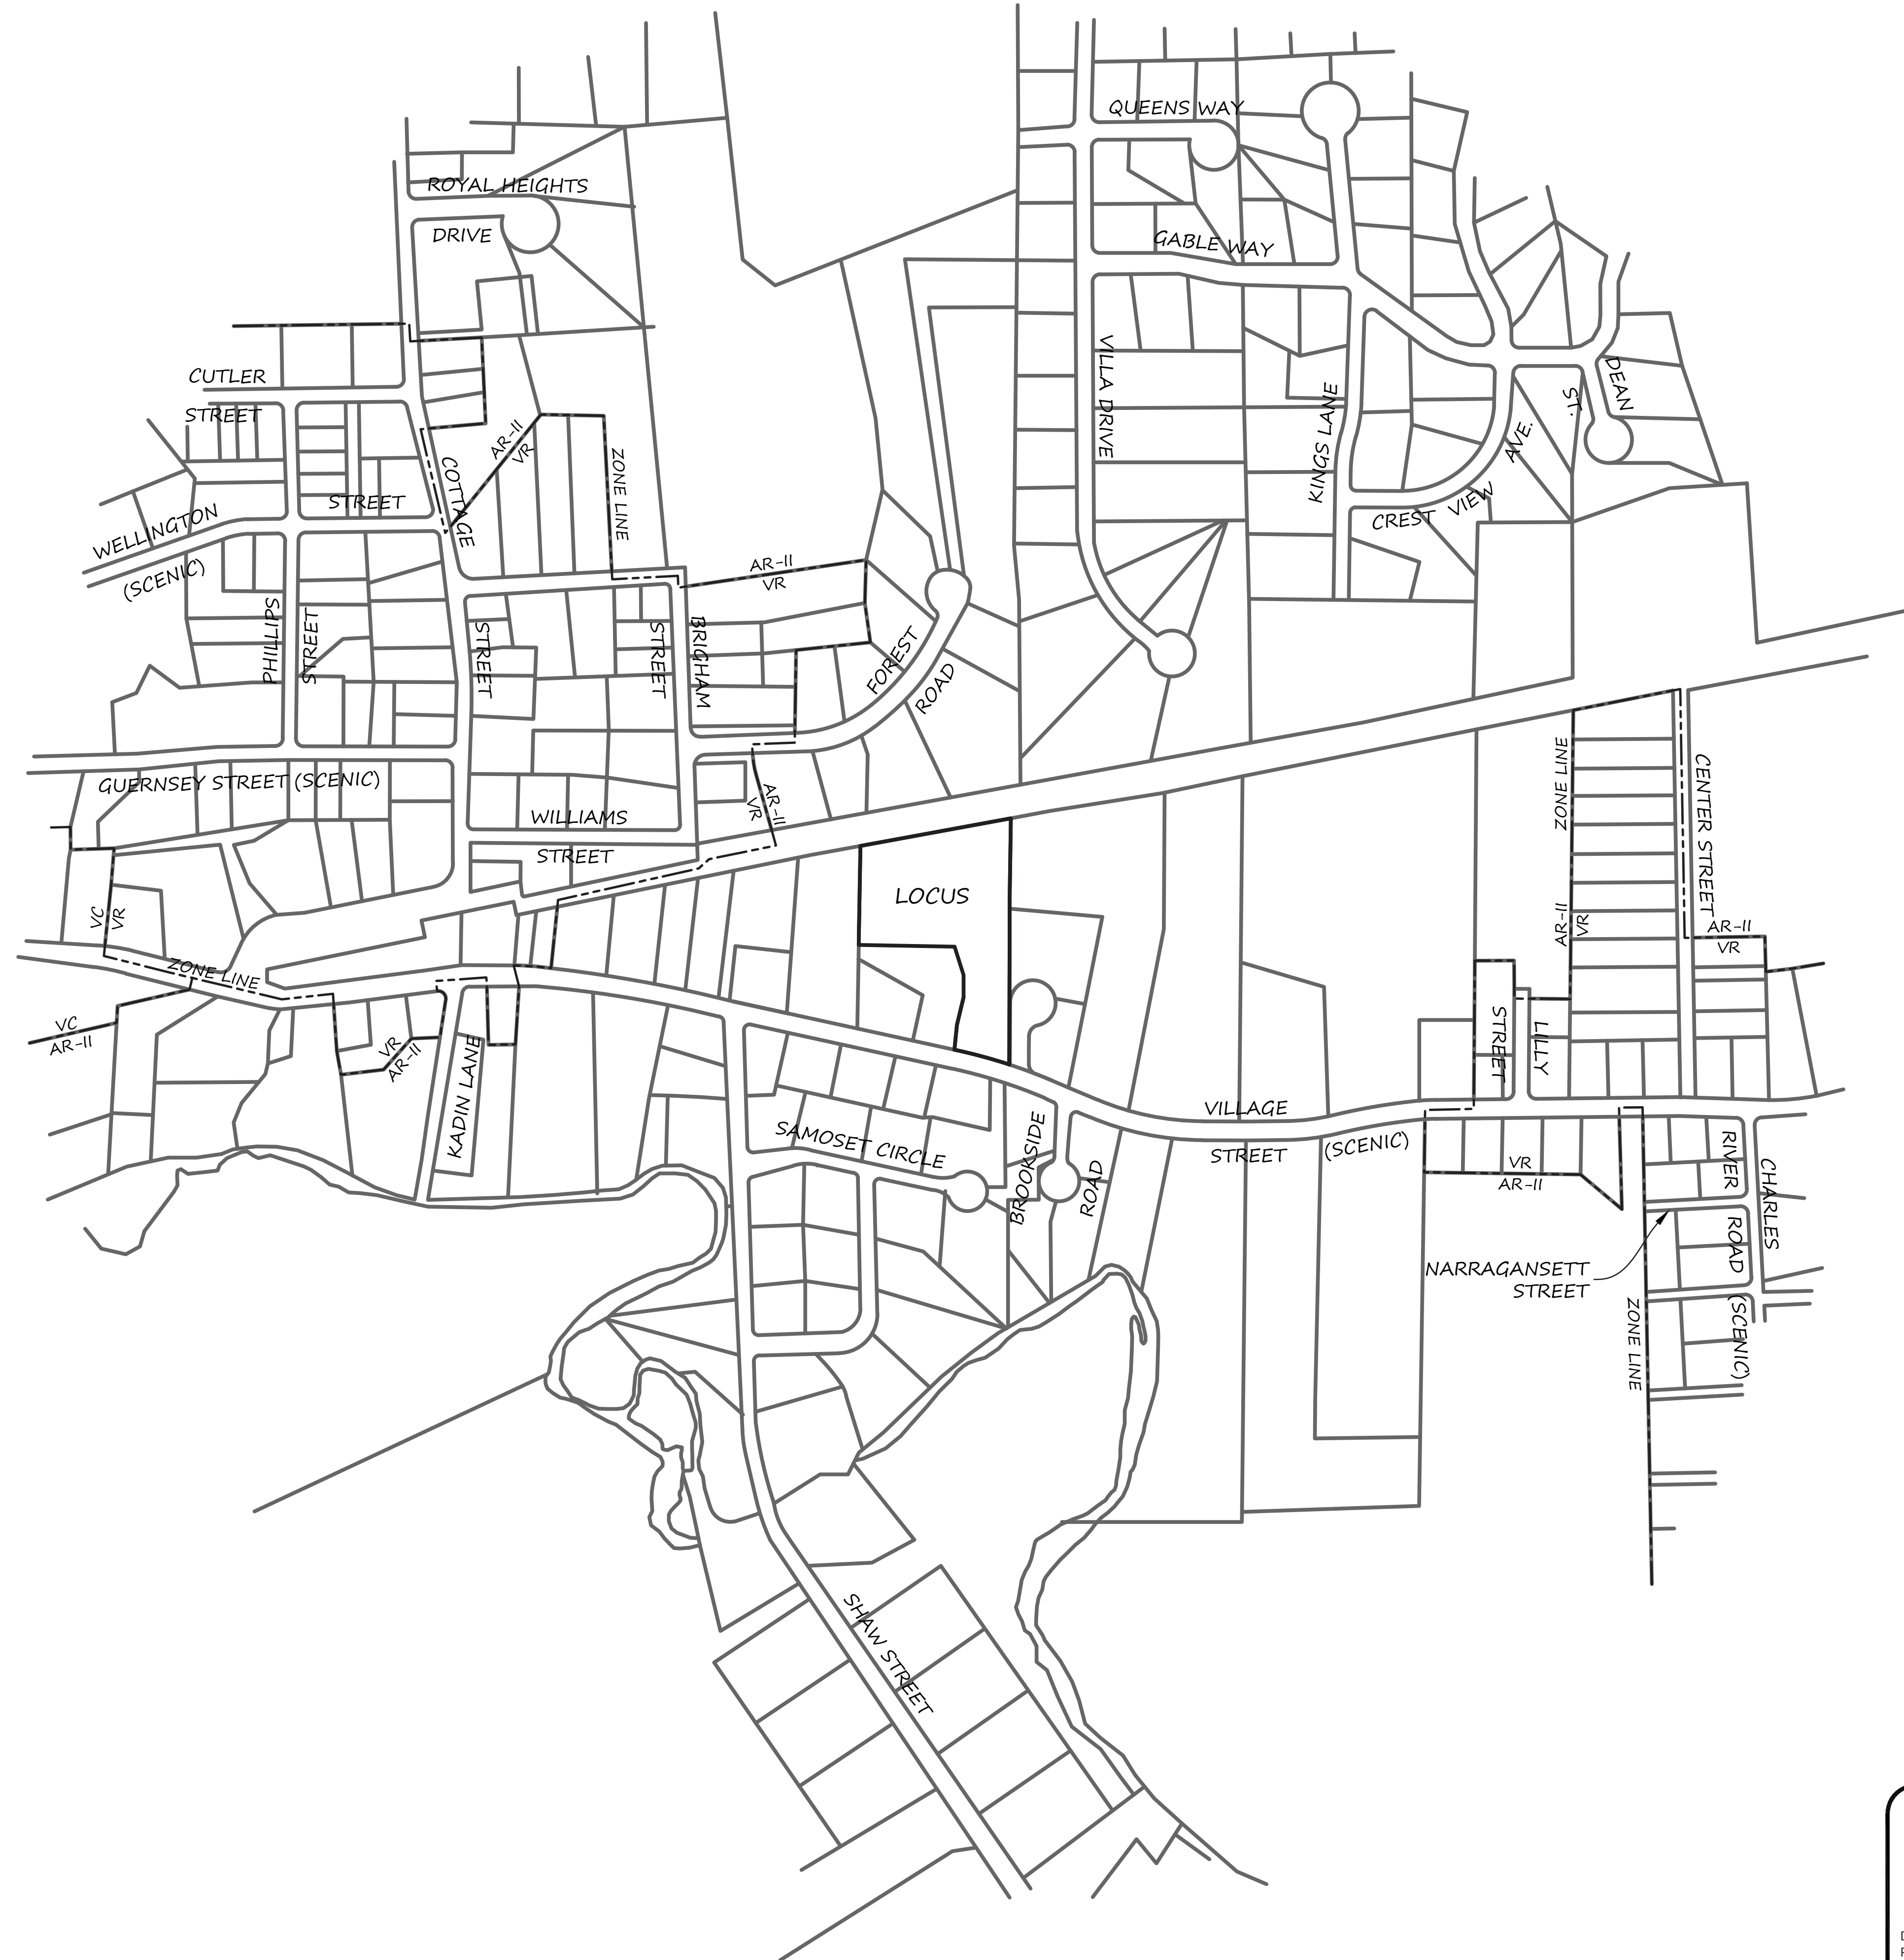 QUEENS WAY
ROYAL HEIGHTS
DRIVE
GABLE WAY
VILLA DRIVE
KINGS LANE
CREST VIEW AVE.
DEAN
ST.
CUTLER
STREET
AR-II
VR
COTTAGE
STREET
ZONE LINE
STREET
WELLINGTON
(SCENIC)
AR-II
VR
PHILLIPS
STREET
STREET
BRIGHAM
FOREST
ROAD
GUERNSEY STREET (SCENIC)
WILLIAMS
STREET
AR-II
VR
ZONE LINE
CENTER STREET
LOCUS
VC
VR
AR-II
VR
AR-II
VR
ZONE LINE
VC
AR-II
VR
AR-II
KADIN LANE
STREET
LILLY
VILLAGE
STREET
(SCENIC)
SAMOSET CIRCLE
BROOKSIDE
ROAD
VR
AR-II
RIVER
ROAD
(SCENIC)
CHARLES
NARRAGANSETT
STREET
ZONE LINE
SHAW STREET